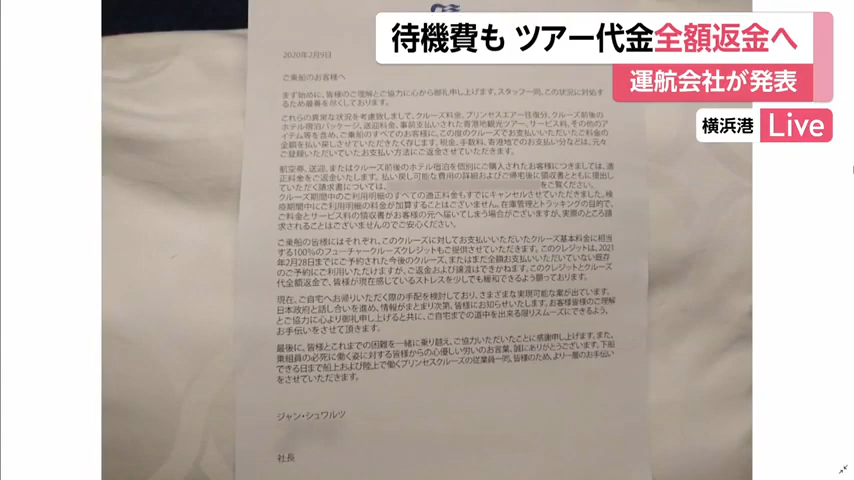 待機費も ツアー代金全額返金へ
運航会社が発表
横浜港 Live
2020年2月9日
ご乗船のお客様へ
まず始めに、皆様のご理解とご協力に心から御礼申し上げます。スタッフ一同、この状況に対処す
るため最善を尽くしております。
これらの異常な状況を考慮致しまして、クルーズ料金、プリンセスエアー往復分、クルーズ前後の
ホテル宿泊パッケージ、送迎料金、事前支払いされた寄港地観光ツアー、サービス料、その他のア
イテム等を含め、ご乗船のすべてのお客様に、この度のクルーズでお支払いいただいたご料金の
全額を払い戻しさせていただきたく存じます。税金、手数料、寄港地でのお支払い分などは、元々
ご登録いただいていたお支払い方法にご返金させていただきます。
航空券、送迎、またはクルーズ前後のホテル宿泊を個別にご購入されたお客様につきましては、適
正料金をご返金いたします。払い戻し可能な費用の詳細およびご帰宅後に領収書とともに提出し
ていただく請求書については、 をご覧ください。
クルーズ期間中のご利用明細のすべての適正料金もすでにキャンセルさせていただきました。検
疫期間中にご利用明細の料金が加算することはございません。在庫管理とトラッキングの目的で、
ご料金とサービス料の領収書がお客様の元へ届いてしまう場合がございますが、実際のところ請
求されることはございませんのでご安心ください。
ご乗船の皆様にはそれぞれ、このクルーズに対してお支払いいただいたクルーズ基本料金に相当
する100%のフューチャークルーズクレジットもご提供させていただきます。このクレジットは、2021
年2月28日までにご予約された今後のクルーズ、またはまだ全額お支払いいただいていない既存
のご予約にご利用いただけますが、ご返金および譲渡はできかねます。このクレジットとクルーズ
代全額返金で、皆様が現在感じているストレスを少しでも緩和できるよう願っております。
現在、ご自宅へお帰りいただく際の手配を検討しており、さまざまな実現可能な案が出ています。
日本政府と話し合いを進め、情報がまとまり次第、皆様にお知らせいたします。お客様皆様のご理解
とご協力に心より御礼申し上げると共に、ご自宅までの道中を出来る限りスムーズにできるよう、
お手伝いをさせて頂きます。
最後に、皆様とこれまでの困難を一緒に乗り越え、ご協力いただいたことに感謝申し上げます。また、
乗組員の必死に働く姿に対する皆様からの心優しい労いのお言葉、誠にありがとうございます。下船
できる日まで船上および陸上で働くプリンセスクルーズの従業員一同、皆様のため、より一層のお手伝い
をさせていただきます。
ジャン・シュワルツ
社長